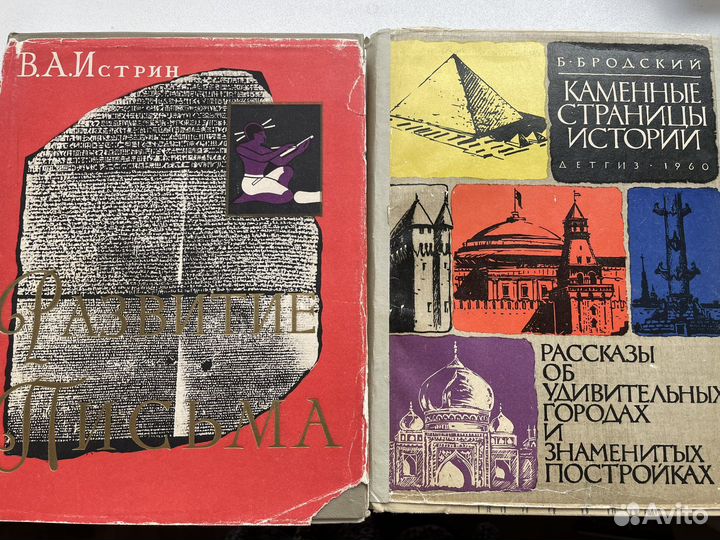 В.А.Истрин
Развитие
Письма
Б·БРОДСКИЙ
КАМЕННЫЕ
СТРАНИЦЫ
ИСТОРИИ
ДЕТГИЗ · 1960
РАССКАЗЫ
ОБ
УДИВИТЕЛЬНЫХ
ГОРОДАХ
И
ЗНАМЕНИТЫХ
ПОСТРОЙКАХ
Avito